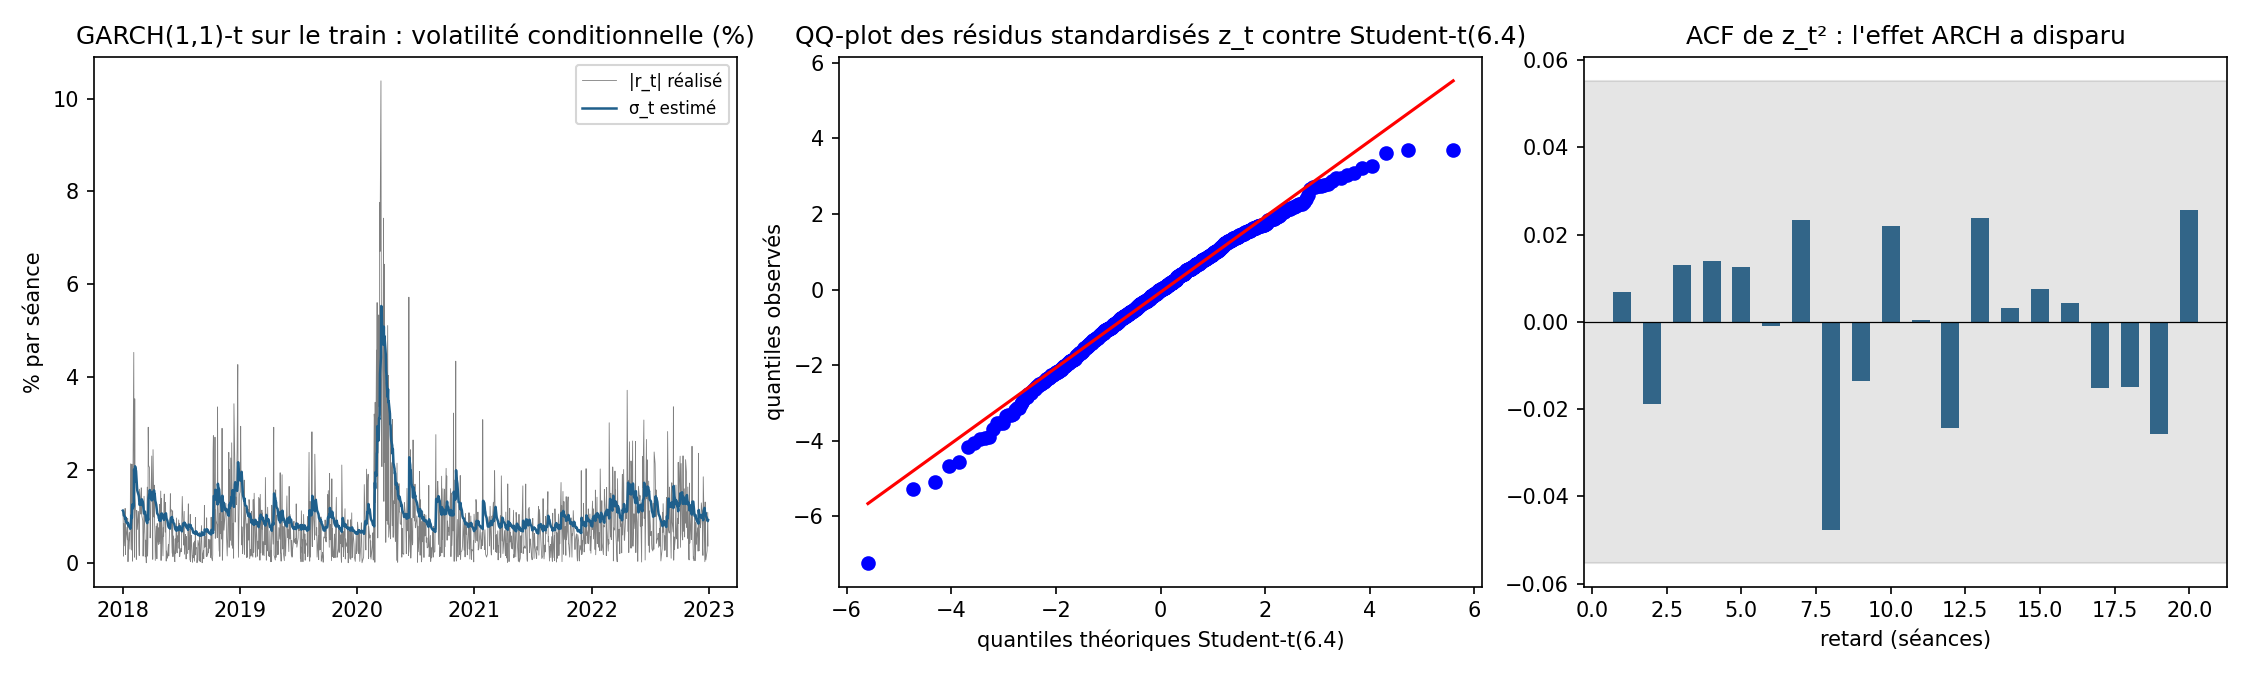 GARCH(1,1)-t sur le train : volatilité conditionnelle (%)
% par séance
10
8
6
4
2
0
|r_t| réalisé
σ_t estimé
2018 2019 2020 2021 2022 2023
QQ-plot des résidus standardisés z_t contre Student-t(6.4)
quantiles observés
6
4
2
0
−2
−4
−6
−6 −4 −2 0 2 4 6
quantiles théoriques Student-t(6.4)
ACF de z_t² : l'effet ARCH a disparu
0.06
0.04
0.02
0.00
−0.02
−0.04
−0.06
0.0 2.5 5.0 7.5 10.0 12.5 15.0 17.5 20.0
retard (séances)